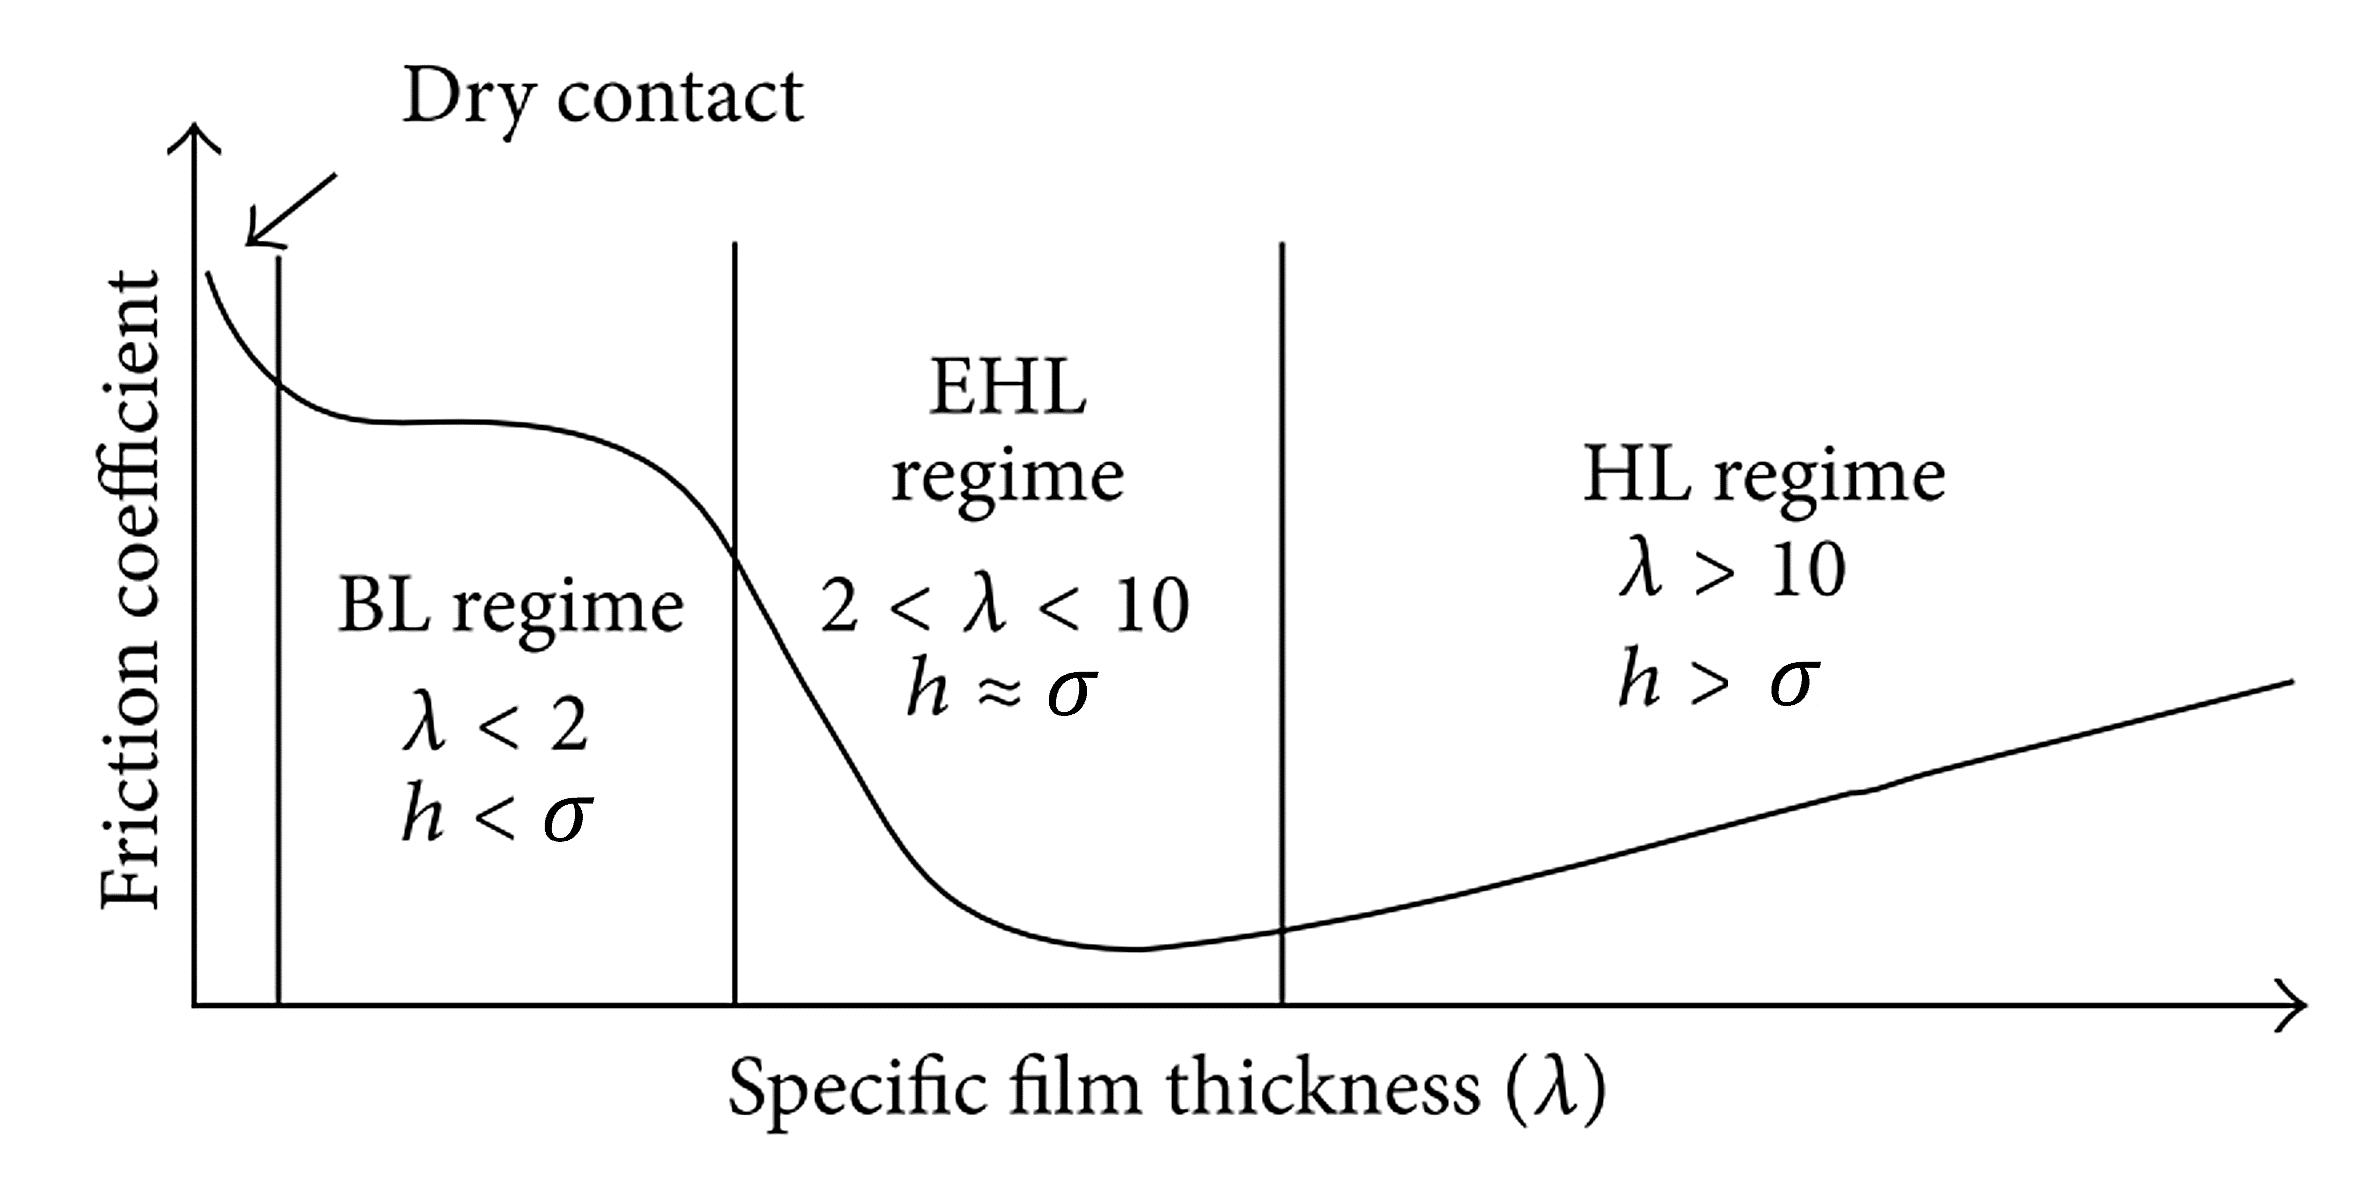 Dry contact
Friction coefficient
BL regime
λ < 2
h < σ
EHL
regime
2 < λ < 10
h ≈ σ
HL regime
λ > 10
h > σ
Specific film thickness (λ)